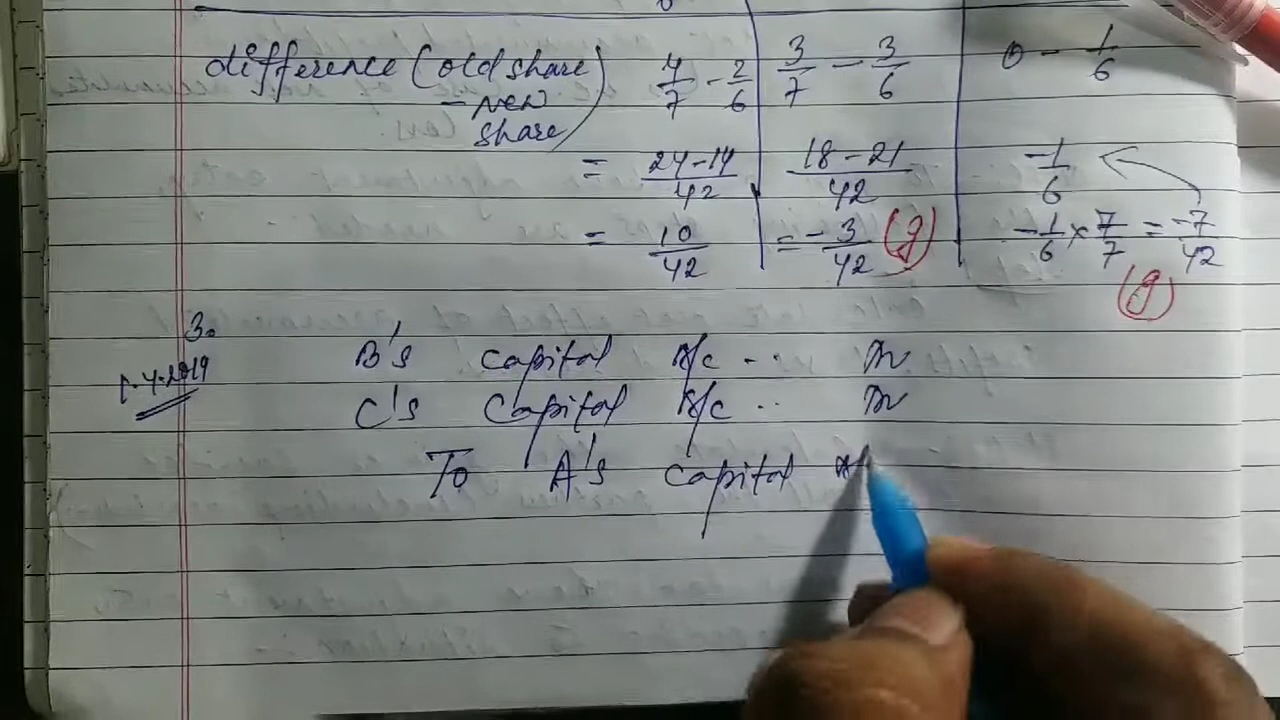 difference (old share - New share) 4/7 - 2/6 3/7 - 3/6 0 - 1/6
= 24-14/42 18-21/42 -1/6
= 10/42 = -3/42 (g) -1/6 × 7/7 = -7/42
(g)
3.
1.4.2019 B's capital A/c .. Dr
C's capital A/c .. Dr
To A's capital A/